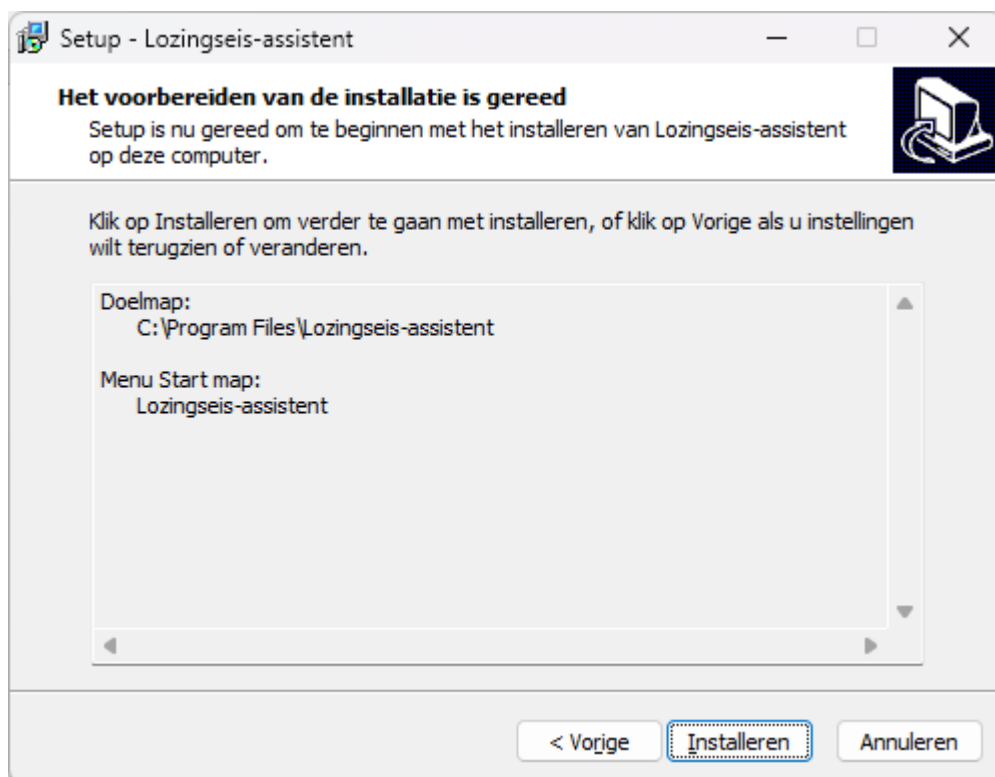 Setup - Lozingseis-assistent
Het voorbereiden van de installatie is gereed
Setup is nu gereed om te beginnen met het installeren van Lozingseis-assistent
op deze computer.
Klik op Installeren om verder te gaan met installeren, of klik op Vorige als u instellingen
wilt terugzien of veranderen.
Doelmap:
C:\Program Files\Lozingseis-assistent
Menu Start map:
Lozingseis-assistent
< Vorige
Installeren
Annuleren